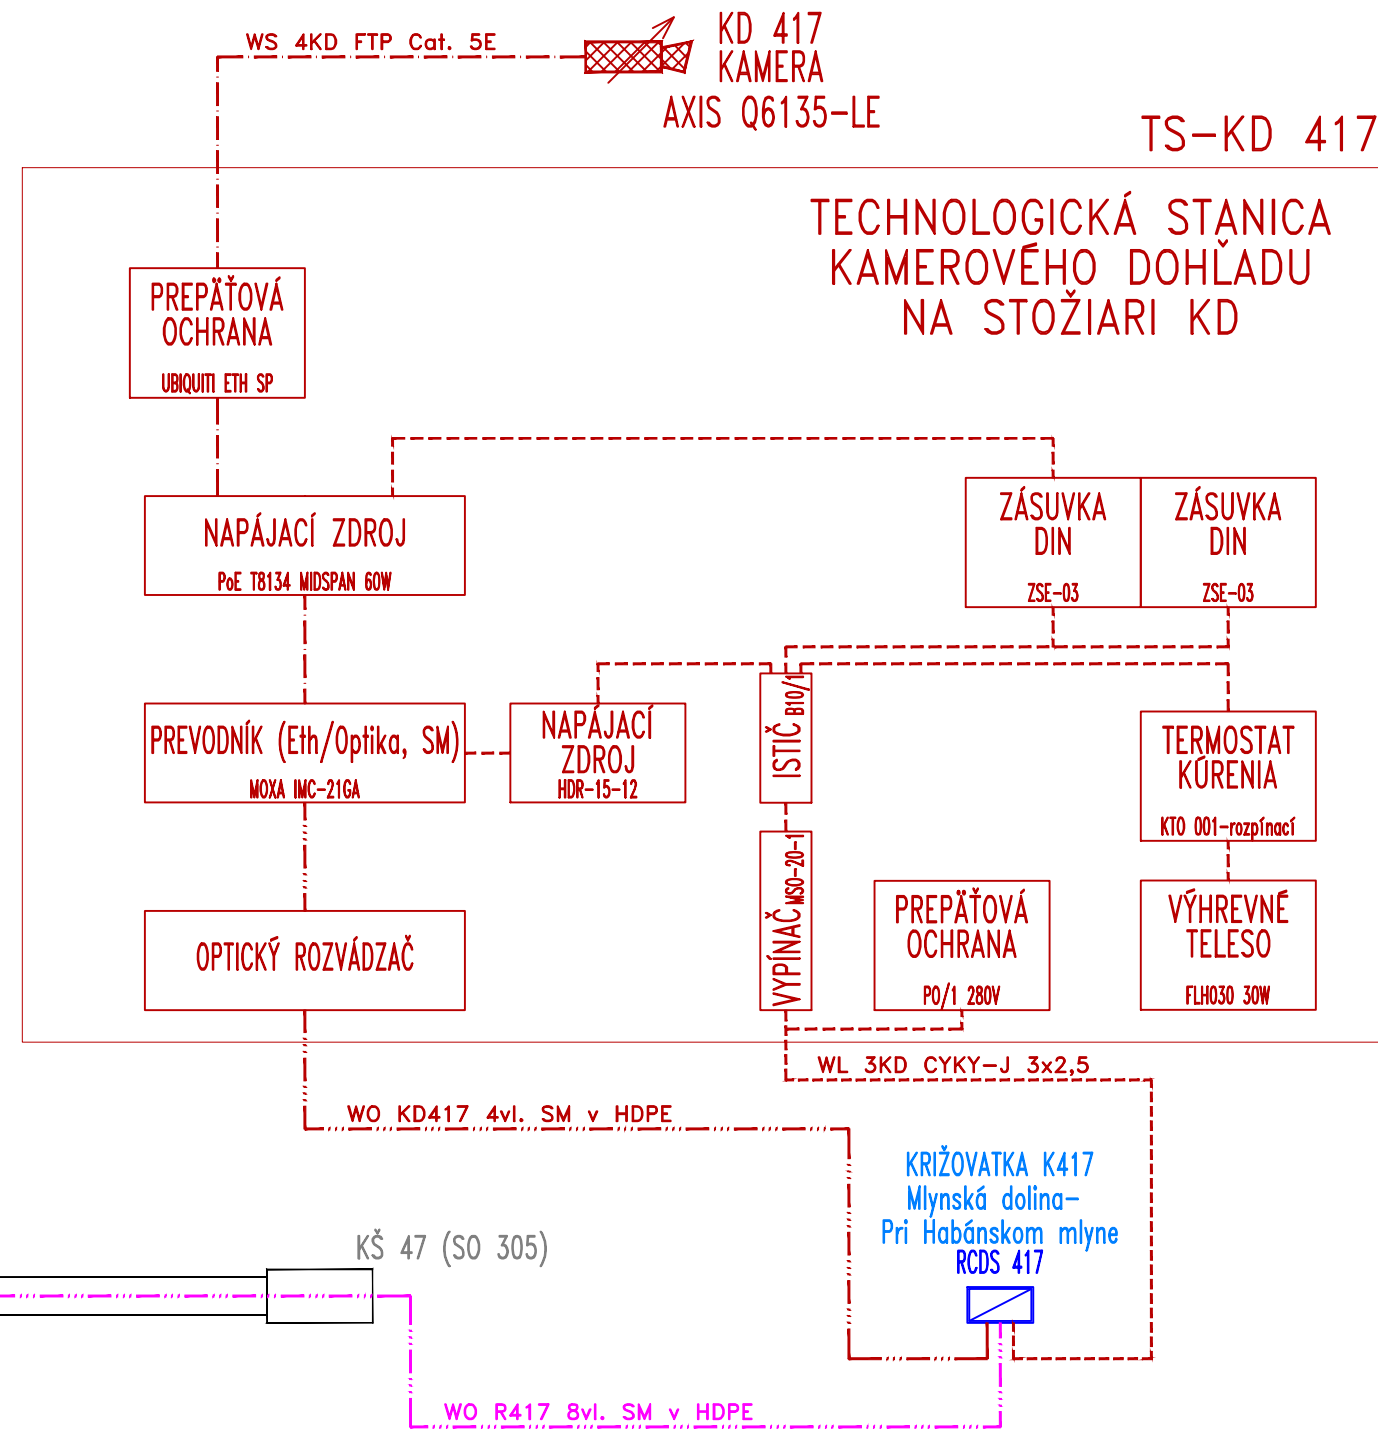 WS 4KD FTP Cat. 5E
KD 417
KAMERA
AXIS Q6135-LE
TS-KD 417
TECHNOLOGICKÁ STANICA
KAMEROVÉHO DOHĽADU
NA STOŽIARI KD
PREPÄŤOVÁ
OCHRANA
UBIQUITI ETH SP
NAPÁJACÍ ZDROJ
PoE T8134 MIDSPAN 60W
ZÁSUVKA
DIN
ZSE-03
ZÁSUVKA
DIN
ZSE-03
PREVODNÍK (Eth/Optika, SM)
MOXA IMC-21GA
NAPÁJACÍ
ZDROJ
HDR-15-12
ISTIČ B10/1
TERMOSTAT
KÚRENIA
KTO 001-rozpínací
OPTICKÝ ROZVÁDZAČ
VYPÍNAČ MSO-20-1
PREPÄŤOVÁ
OCHRANA
PO/1 280V
VÝHREVNÉ
TELESO
FLH030 30W
WL 3KD CYKY-J 3x2,5
WO KD417 4vl. SM v HDPE
KRIŽOVATKA K417
Mlynská dolina-
Pri Habánskom mlyne
RCDS 417
KŠ 47 (SO 305)
WO R417 8vl. SM v HDPE